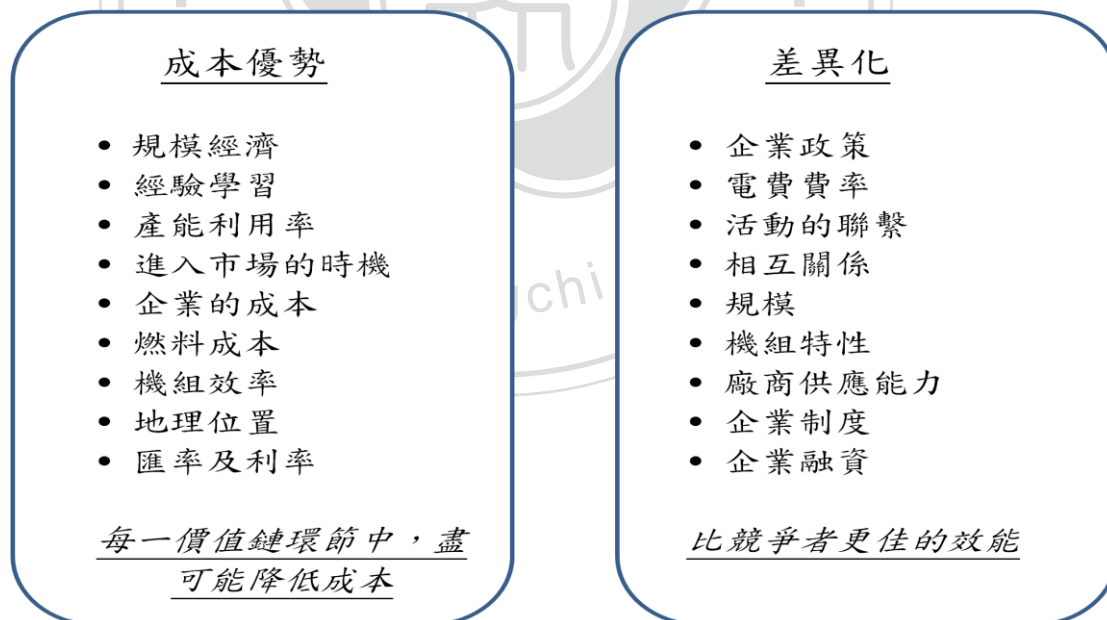 成本優勢
• 規模經濟
• 經驗學習
• 產能利用率
• 進入市場的時機
• 企業的成本
• 燃料成本
• 機組效率
• 地理位置
• 匯率及利率
每一價值鏈環節中，盡
可能降低成本
差異化
• 企業政策
• 電費費率
• 活動的聯繫
• 相互關係
• 規模
• 機組特性
• 廠商供應能力
• 企業制度
• 企業融資
比競爭者更佳的效能
chi